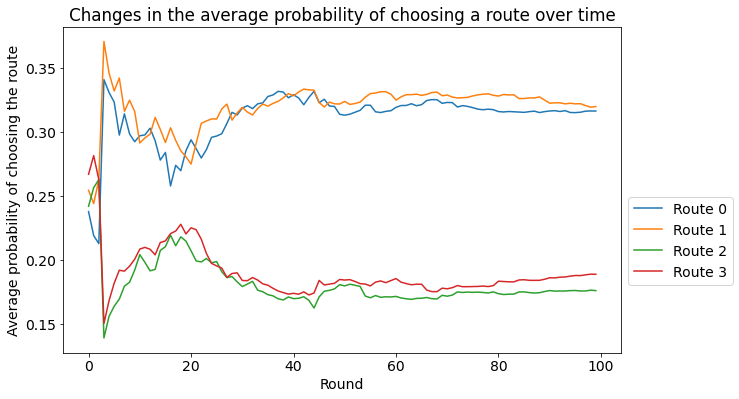 Changes in the average probability of choosing a route over time
Average probability of choosing the route
0.35
0.30
0.25
0.20
0.15
0
20
40
60
80
100
Round
Route 0
Route 1
Route 2
Route 3